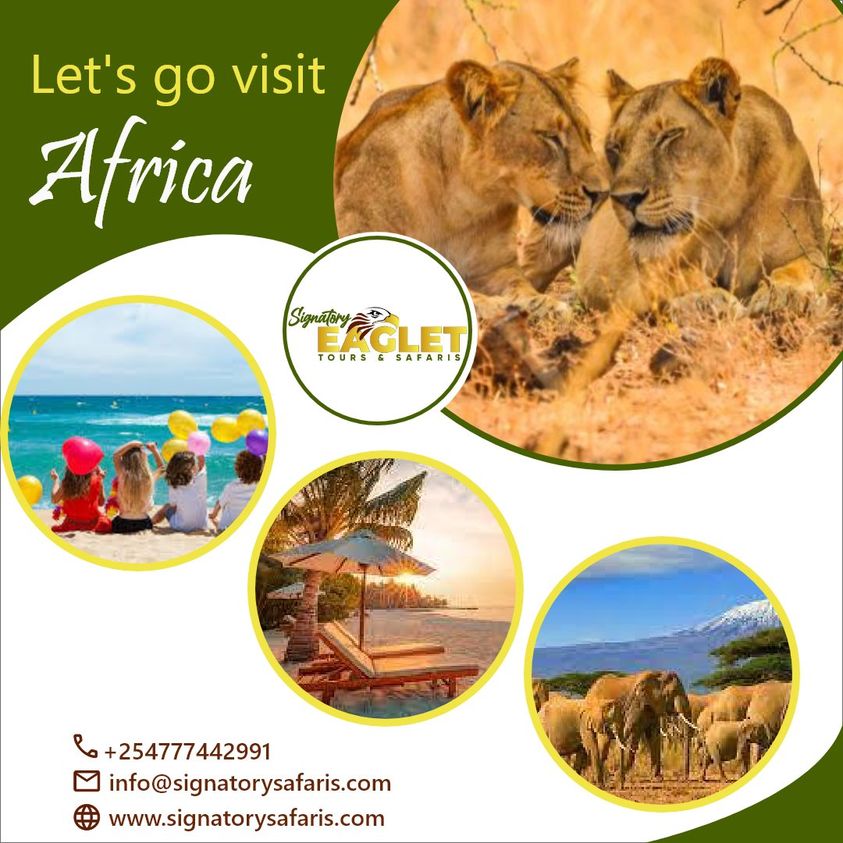 Let's go visit
Africa
Signatory
EAGLET
TOURS & SAFARIS
+254777442991
info@signatorysafaris.com
www.signatorysafaris.com